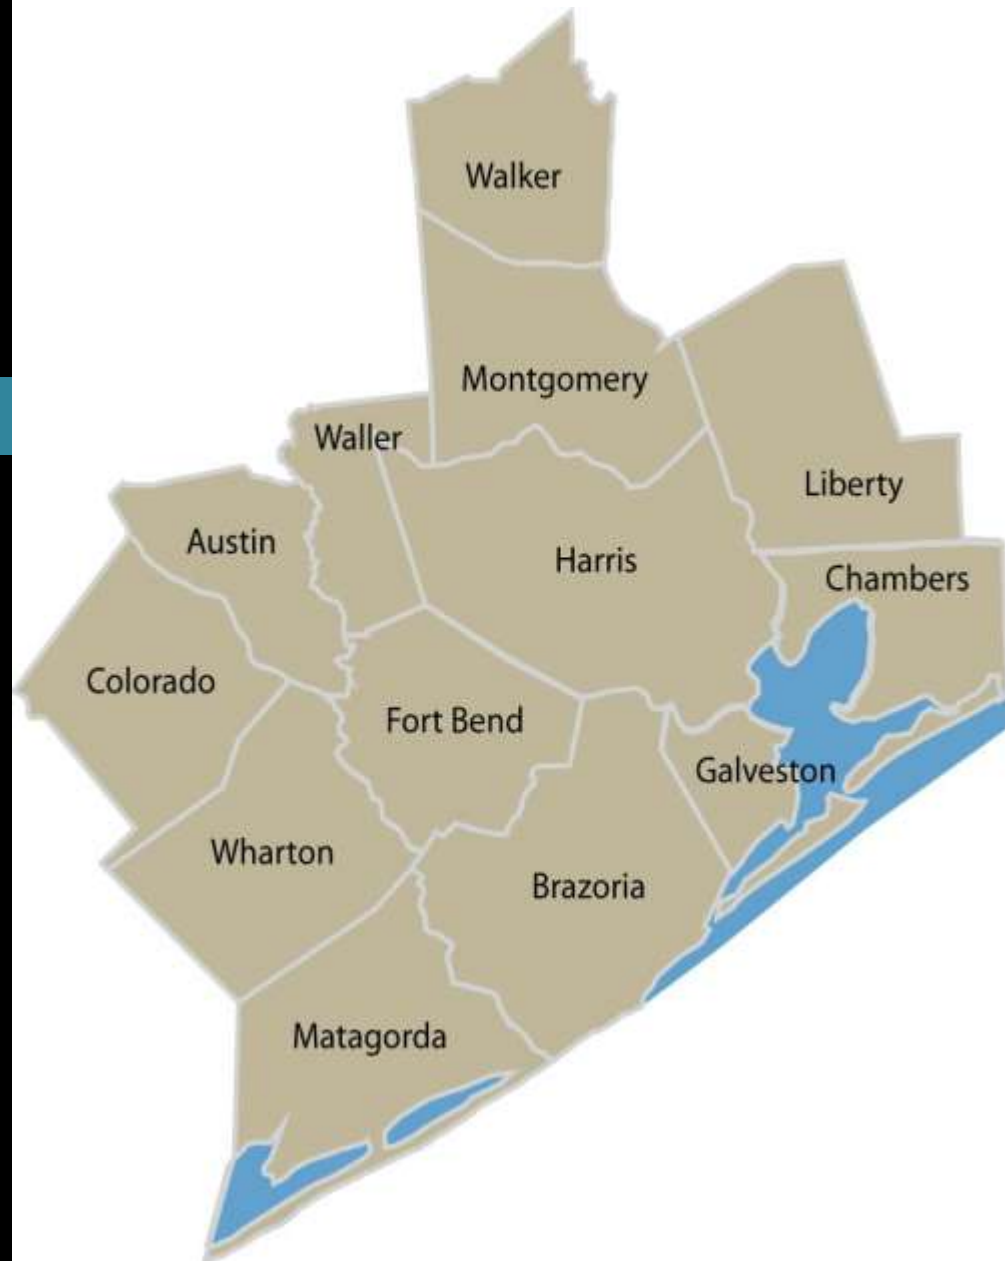 Walker
Montgomery
Waller
Liberty
Austin
Harris
Chambers
Colorado
Fort Bend
Galveston
Wharton
Brazoria
Matagorda